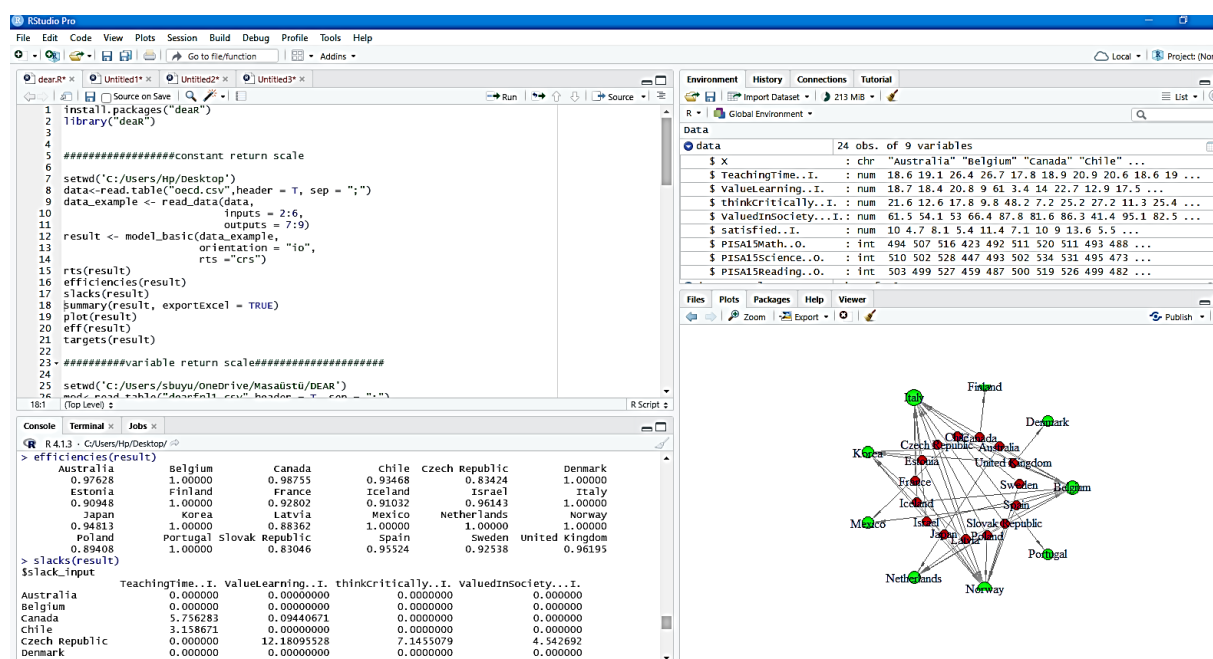 RStudio Pro
File Edit Code View Plots Session Build Debug Profile Tools Help
Go to file/function Addins
Local Project: (Nor
dear.R* Untitled1* Untitled2* Untitled3*
Source on Save Run Source
1 install.packages("deaR")
2 library("deaR")
3
4
5 ##################constant return scale
6
7 setwd('C:/Users/Hp/Desktop')
8 data<-read.table("oecd.csv",header = T, sep = ";")
9 data_example <- read_data(data,
10 inputs = 2:6,
11 outputs = 7:9)
12 result <- model_basic(data_example,
13 orientation = "io",
14 rts ="crs")
15 rts(result)
16 efficiencies(result)
17 slacks(result)
18 summary(result, exportExcel = TRUE)
19 plot(result)
20 eff(result)
21 targets(result)
22
23 ##########variable return scale#####################
24
25 setwd('C:/Users/sbuyu/OneDrive/Masaüstü/DEAR')
26
18:1 (Top Level) R Script
Console Terminal Jobs
R 4.1.3 · C:/Users/Hp/Desktop/
> efficiencies(result)
Australia Belgium Canada Chile Czech Republic Denmark
0.97628 1.00000 0.98755 0.93468 0.83424 1.00000
Estonia Finland France Iceland Israel Italy
0.90948 1.00000 0.92802 0.91032 0.96143 1.00000
Japan Korea Latvia Mexico Netherlands Norway
0.94813 1.00000 0.88362 1.00000 1.00000 1.00000
Poland Portugal Slovak Republic Spain Sweden United Kingdom
0.89408 1.00000 0.83046 0.95524 0.92538 0.96195
> slacks(result)
$slack_input
TeachingTime..I. ValueLearning..I. thinkCritically..I. ValuedInSociety...I.
Australia 0.000000 0.00000000 0.0000000 0.000000
Belgium 0.000000 0.00000000 0.0000000 0.000000
Canada 5.756283 0.09440671 0.0000000 0.000000
Chile 3.158671 0.00000000 0.0000000 0.000000
Czech Republic 0.000000 12.18095528 7.1455079 4.542692
Denmark 0.000000 0.00000000 0.0000000 0.000000
Environment History Connections Tutorial
Import Dataset 213 MiB List
R Global Environment
Data
data 24 obs. of 9 variables
$ X : chr "Australia" "Belgium" "Canada" "Chile" ...
$ TeachingTime..I. : num 18.6 19.1 26.4 26.7 17.8 18.9 20.9 20.6 18.6 19 ...
$ ValueLearning..I. : num 18.7 18.4 20.8 9 61 3.4 14 22.7 12.9 17.5 ...
$ thinkCritically..I. : num 21.6 12.6 17.8 9.8 48.2 7.2 25.2 27.2 11.3 25.4 ...
$ ValuedInSociety...I.: num 61.5 54.1 53 66.4 87.8 81.6 86.3 41.4 95.1 82.5 ...
$ satisfied..I. : num 10 4.7 8.1 5.4 11.4 7.1 10 9 13.6 5.5 ...
$ PISA15Math..O. : int 494 507 516 423 492 511 520 511 493 488 ...
$ PISA15Science..O. : int 510 502 528 447 493 502 534 531 495 473 ...
$ PISA15Reading..O. : int 503 499 527 459 487 500 519 526 499 482 ...
Files Plots Packages Help Viewer
Zoom Export Publish
Finland
Italy
Denmark
Chile
Canada
Czech Republic
Australia
Korea
Estonia
United Kingdom
France
Sweden
Belgium
Iceland
Spain
Mexico
Israel
Slovak Republic
Japan
Latvia
Poland
Portugal
Netherlands
Norway